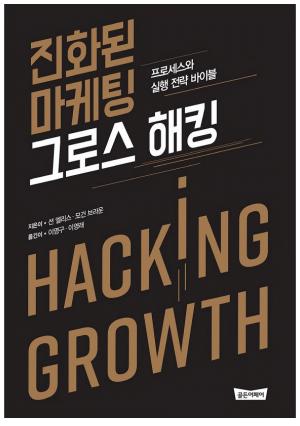 진화된
마케팅
그로스 해킹
프로세스와
실행 전략 바이블
지은이 • 션 엘리스·모건 브라운
옮긴이 • 이영구·이영래
HACKING
GROWTH
골든어페어